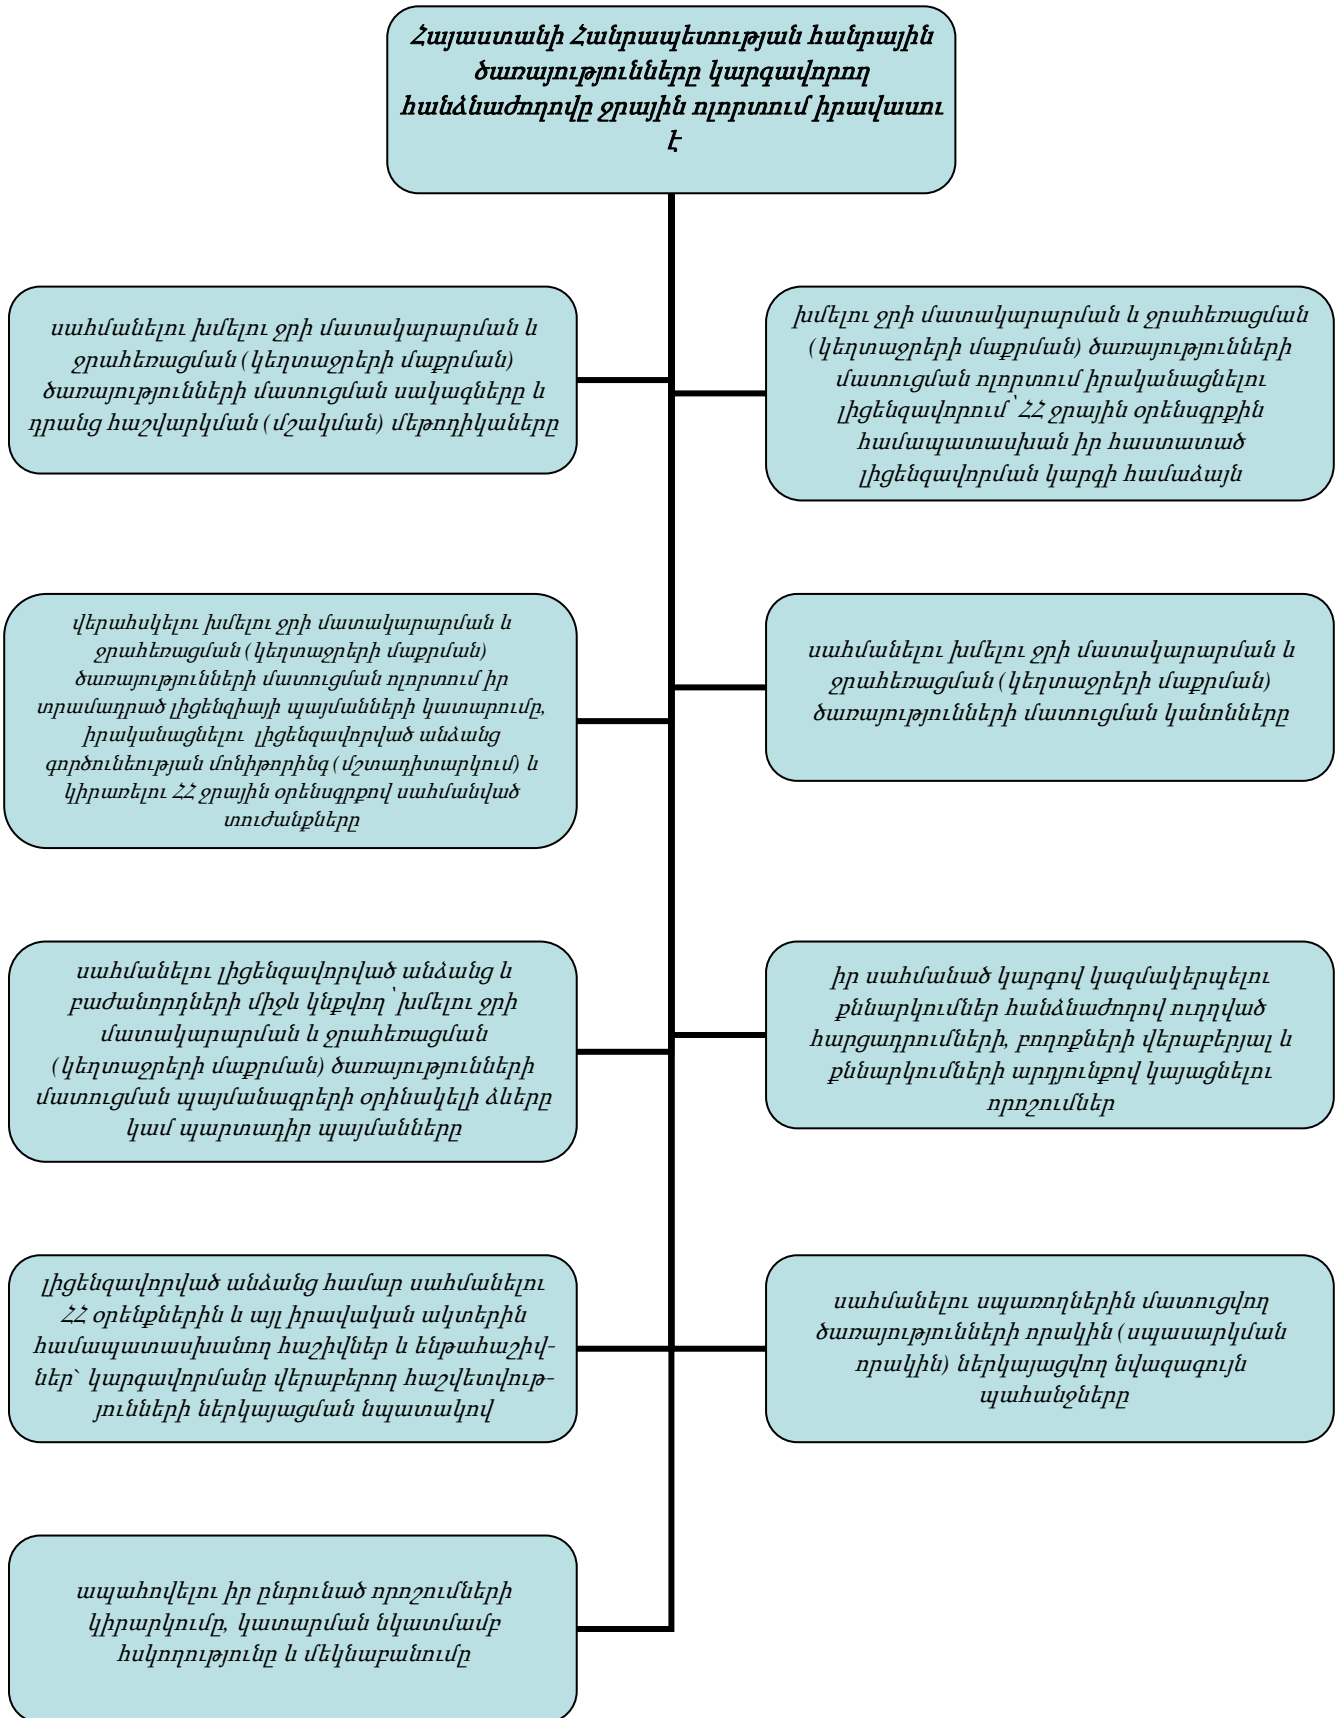 Հայաստանի Հանրապետության հանրային
ծառայությունները կարգավորող
հանձնաժողովը ջրային ոլորտում իրավասու
է
սահմանելու խմելու ջրի մատակարարման և
ջրահեռացման (կեղտաջրերի մաքրման)
ծառայությունների մատուցման սակագները և
դրանց հաշվարկման (մշակման) մեթոդիկաները
խմելու ջրի մատակարարման և ջրահեռացման
(կեղտաջրերի մաքրման) ծառայությունների
մատուցման ոլորտում իրականացնելու
լիցենզավորում՝ ՀՀ ջրային օրենսգրքին
համապատասխան իր հաստատած
լիցենզավորման կարգի համաձայն
վերահսկելու խմելու ջրի մատակարարման և
ջրահեռացման (կեղտաջրերի մաքրման)
ծառայությունների մատուցման ոլորտում իր
տրամադրած լիցենզիայի պայմանների կատարումը,
իրականացնելու լիցենզավորված անձանց
գործունեության մոնիթորինգ (մշտադիտարկում) և
կիրառելու ՀՀ ջրային օրենսգրքով սահմանված
տուժանքները
սահմանելու խմելու ջրի մատակարարման և
ջրահեռացման (կեղտաջրերի մաքրման)
ծառայությունների մատուցման կանոնները
սահմանելու լիցենզավորված անձանց և
բաժանորդների միջև կնքվող՝ խմելու ջրի
մատակարարման և ջրահեռացման
(կեղտաջրերի մաքրման) ծառայությունների
մատուցման պայմանագրերի օրինակելի ձևերը
կամ պարտադիր պայմանները
իր սահմանած կարգով կազմակերպելու
քննարկումներ հանձնաժողով ուղղված
հարցադրումների, բողոքների վերաբերյալ և
քննարկումների արդյունքով կայացնելու
որոշումներ
լիցենզավորված անձանց համար սահմանելու
ՀՀ օրենքներին և այլ իրավական ակտերին
համապատասխանող հաշիվներ և ենթահաշիվ-
ներ` կարգավորմանը վերաբերող հաշվետվութ-
յունների ներկայացման նպատակով
սահմանելու սպառողներին մատուցվող
ծառայությունների որակին (սպասարկման
որակին) ներկայացվող նվազագույն
պահանջները
ապահովելու իր ընդունած որոշումների
կիրարկումը, կատարման նկատմամբ
հսկողությունը և մեկնաբանումը